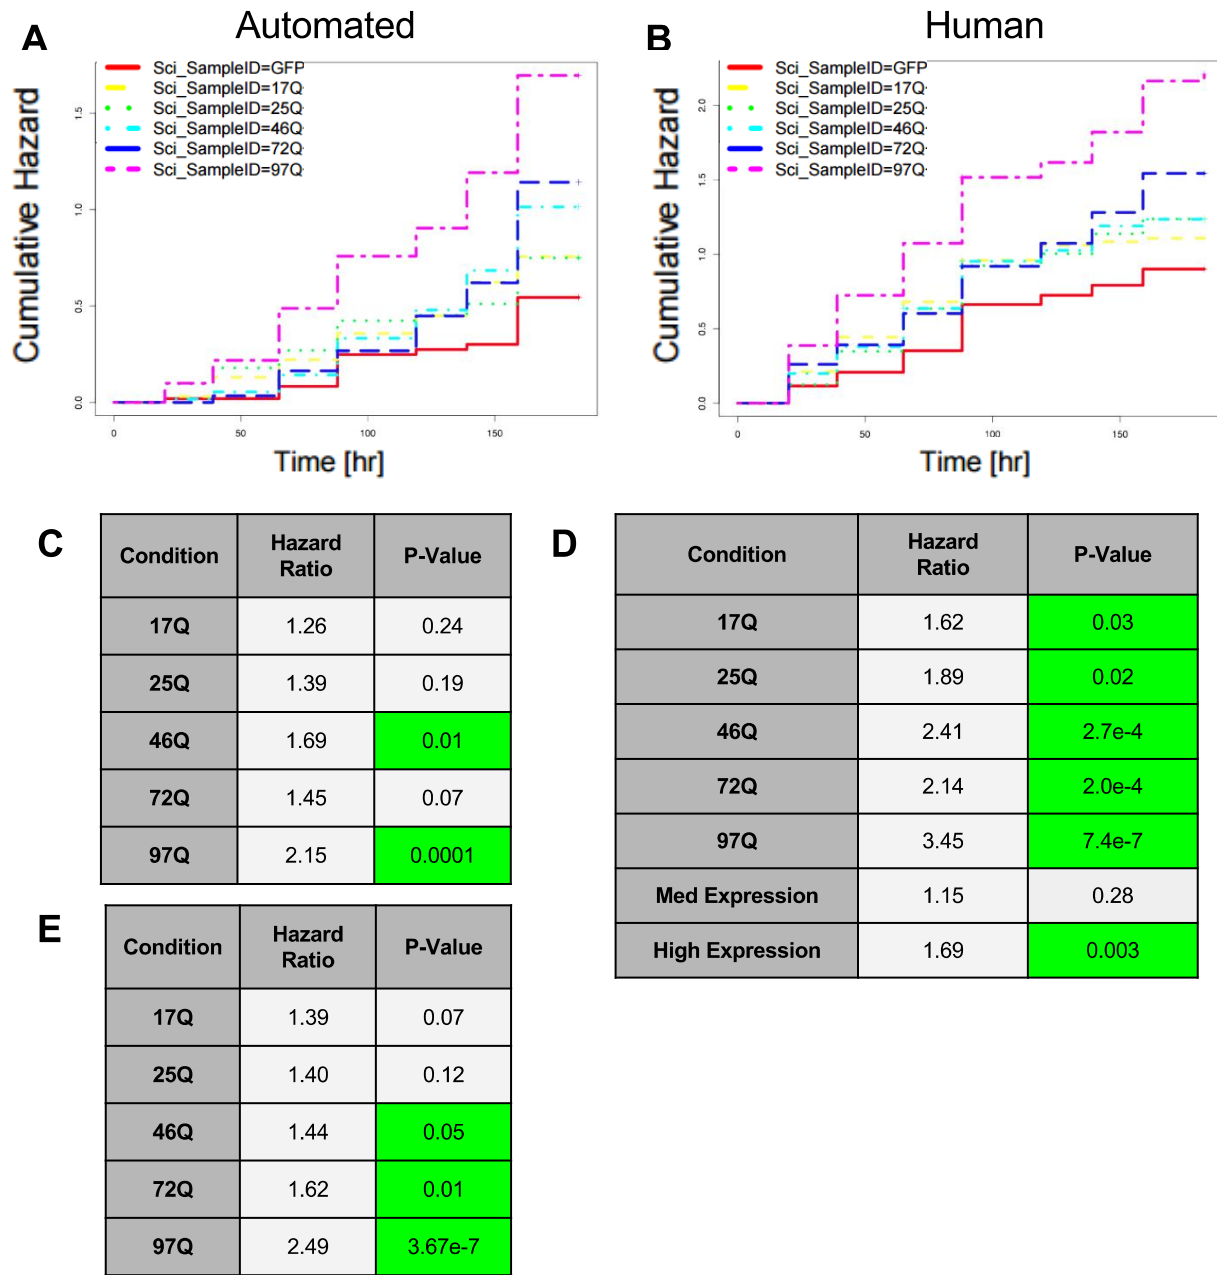 Automated
Human
A
B
Sci_SampleID=GFP
Sci_SampleID=17Q
Sci_SampleID=25Q
Sci_SampleID=46Q
Sci_SampleID=72Q
Sci_SampleID=97Q
Cumulative Hazard
0.0
0.5
1.0
1.5
0
50
100
150
Time [hr]
Sci_SampleID=GFP
Sci_SampleID=17Q
Sci_SampleID=25Q
Sci_SampleID=46Q
Sci_SampleID=72Q
Sci_SampleID=97Q
Cumulative Hazard
0.0
0.5
1.0
1.5
2.0
0
50
100
150
Time [hr]
C
Condition Hazard Ratio P-Value
17Q 1.26 0.24
25Q 1.39 0.19
46Q 1.69 0.01
72Q 1.45 0.07
97Q 2.15 0.0001
D
Condition Hazard Ratio P-Value
17Q 1.62 0.03
25Q 1.89 0.02
46Q 2.41 2.7e-4
72Q 2.14 2.0e-4
97Q 3.45 7.4e-7
Med Expression 1.15 0.28
High Expression 1.69 0.003
E
Condition Hazard Ratio P-Value
17Q 1.39 0.07
25Q 1.40 0.12
46Q 1.44 0.05
72Q 1.62 0.01
97Q 2.49 3.67e-7